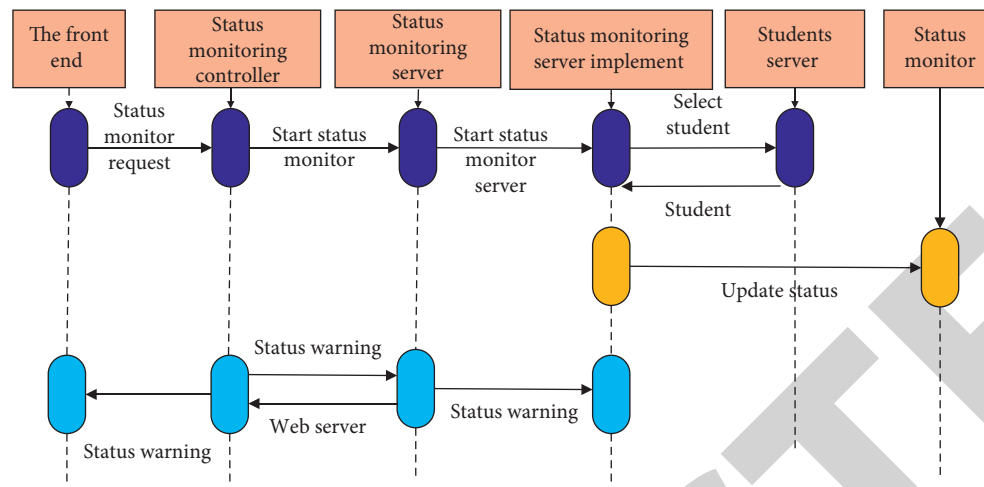 The front
end
Status
monitoring
controller
Status
monitoring
server
Status monitoring
server implement
Students
server
Status
monitor
Status
monitor
request
Start status
monitor
Start status
monitor
server
Select
student
Student
Update status
Status warning
Web server
Status warning
Status warning